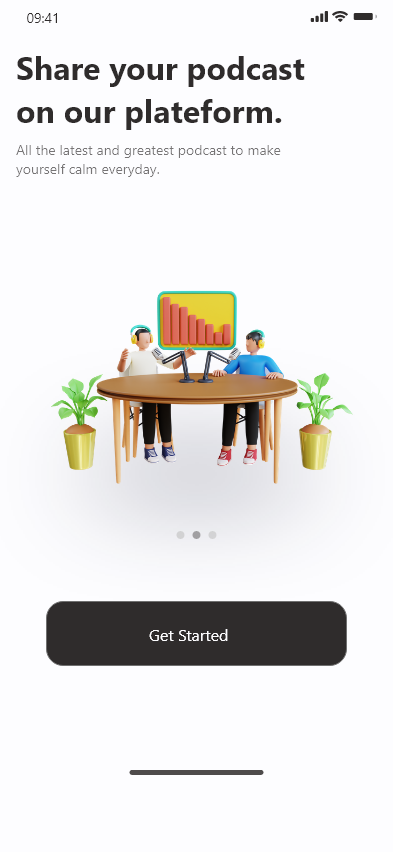 09:41
Share your podcast
on our plateform.
All the latest and greatest podcast to make
yourself calm everyday.
Get Started